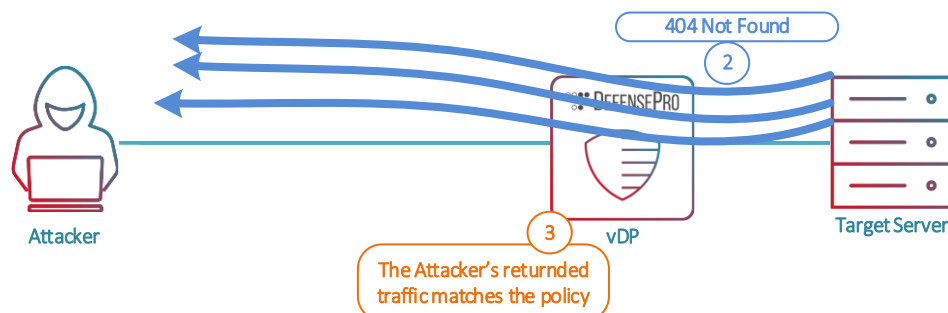 404 Not Found
2
DEFENSEPRO
Attacker
3
vDP
Target Server
The Attacker's returnded
traffic matches the policy